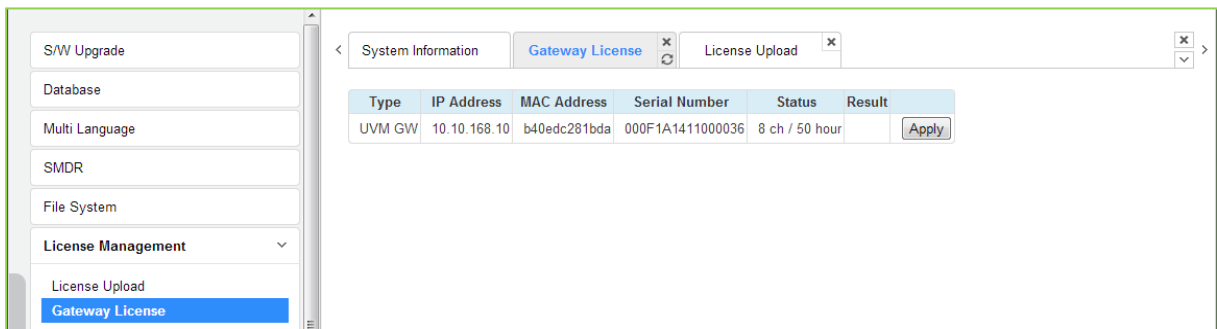 S/W Upgrade
Database
Multi Language
SMDR
File System
License Management
License Upload
Gateway License
System Information Gateway License License Upload
Type IP Address MAC Address Serial Number Status Result
UVM GW 10.10.168.10 b40edc281bda 000F1A1411000036 8 ch / 50 hour Apply